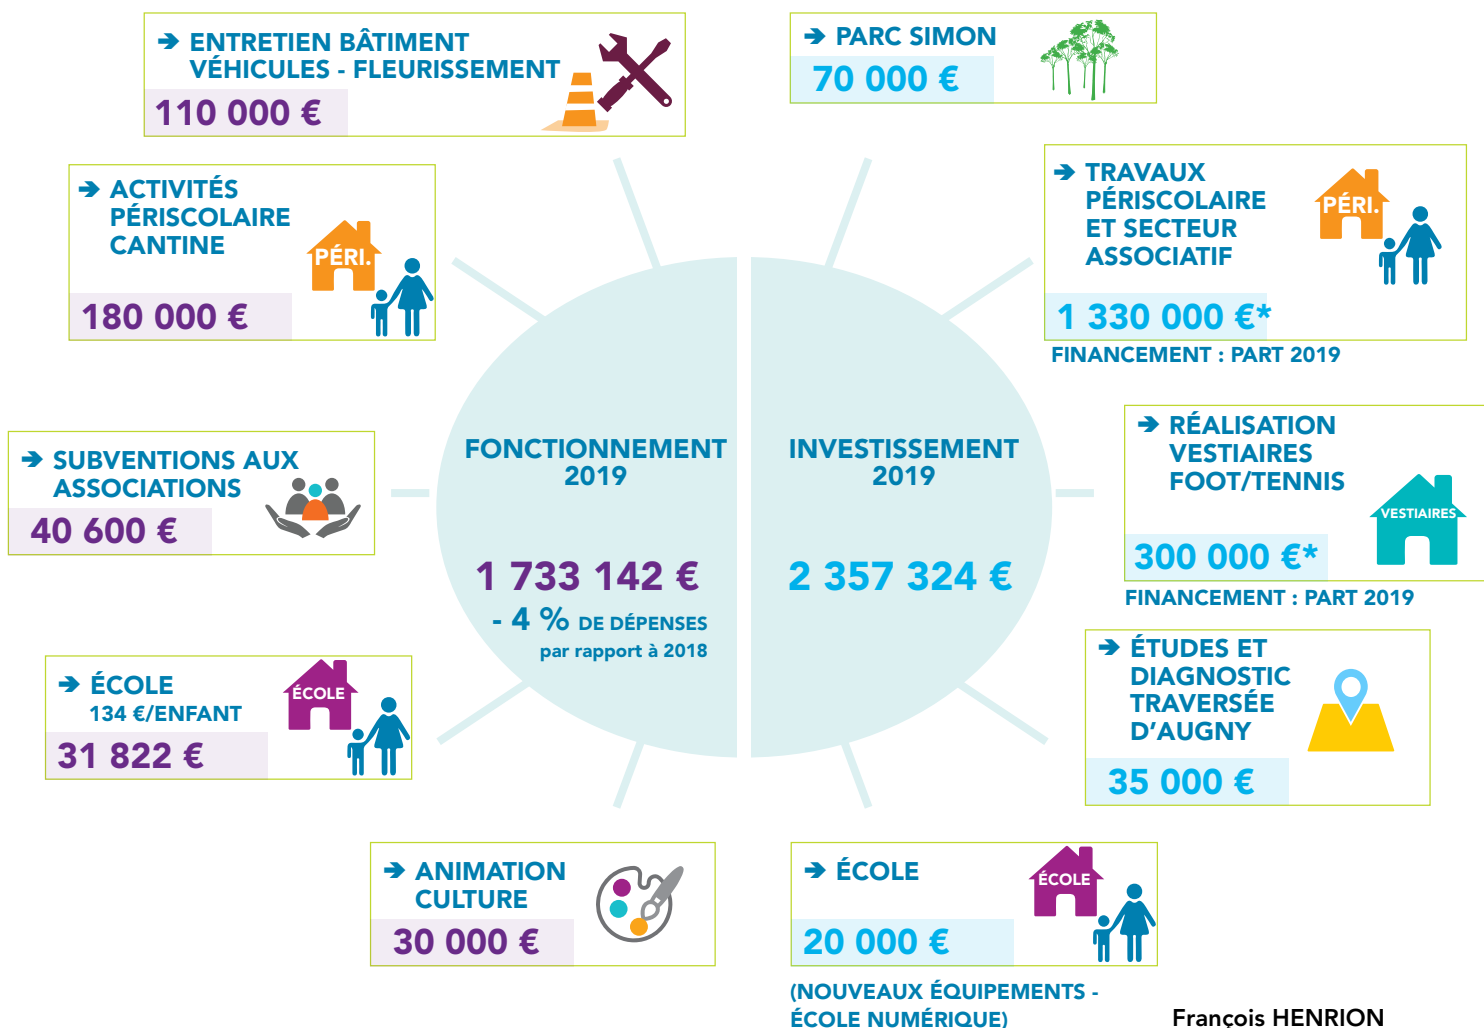 ➔ ENTRETIEN BÂTIMENT
VÉHICULES - FLEURISSEMENT
110 000 €
➔ ACTIVITÉS
PÉRISCOLAIRE
CANTINE
PÉRI.
180 000 €
➔ SUBVENTIONS AUX
ASSOCIATIONS
40 600 €
➔ ÉCOLE
134 €/ENFANT
ÉCOLE
31 822 €
➔ ANIMATION
CULTURE
30 000 €
FONCTIONNEMENT
2019
1 733 142 €
- 4 % DE DÉPENSES
par rapport à 2018
INVESTISSEMENT
2019
2 357 324 €
➔ PARC SIMON
70 000 €
➔ TRAVAUX
PÉRISCOLAIRE
ET SECTEUR
ASSOCIATIF
PÉRI.
1 330 000 €*
FINANCEMENT : PART 2019
➔ RÉALISATION
VESTIAIRES
FOOT/TENNIS
VESTIAIRES
300 000 €*
FINANCEMENT : PART 2019
➔ ÉTUDES ET
DIAGNOSTIC
TRAVERSÉE
D'AUGNY
35 000 €
➔ ÉCOLE
ÉCOLE
20 000 €
(NOUVEAUX ÉQUIPEMENTS -
ÉCOLE NUMÉRIQUE)
François HENRION